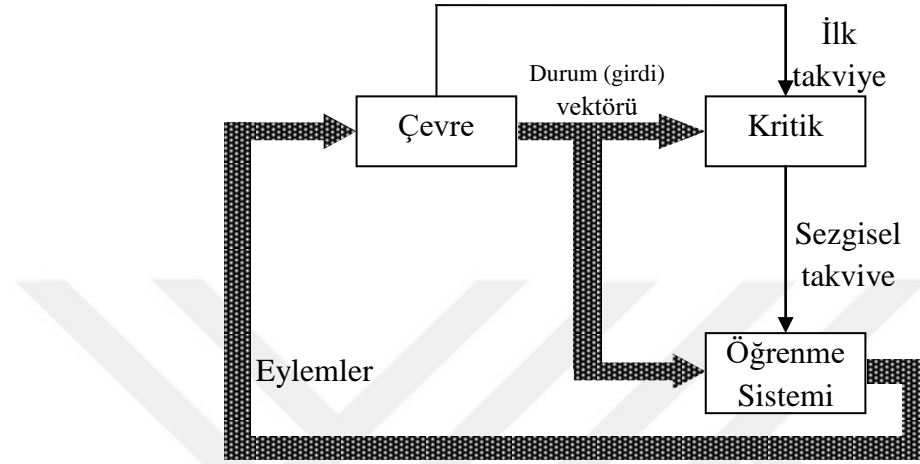 İlk
takviye
Durum (girdi)
vektörü
Çevre
Kritik
Sezgisel
takvive
Öğrenme
Sistemi
Eylemler